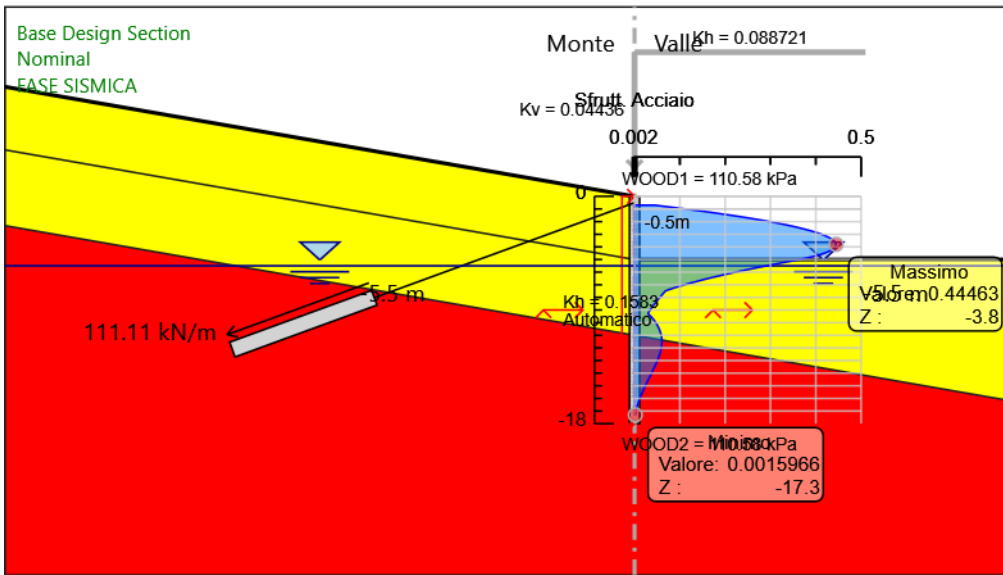 Base Design Section
Nominal
FASE SISMICA
Monte
Valle
Kh = 0.088721
Sfrutt. Acciaio
Kv = 0.04436
0.002
0.5
WOOD1 = 110.58 kPa
0
-0.5m
-5.5 m
111.11 kN/m
Kh = 0.1583
Automatico
Massimo
Valore: 0.44463
-5.5 m
Z : -3.8
-18
WOOD2 = 110.58 kPa
Minimo
Valore: 0.0015966
Z : -17.3